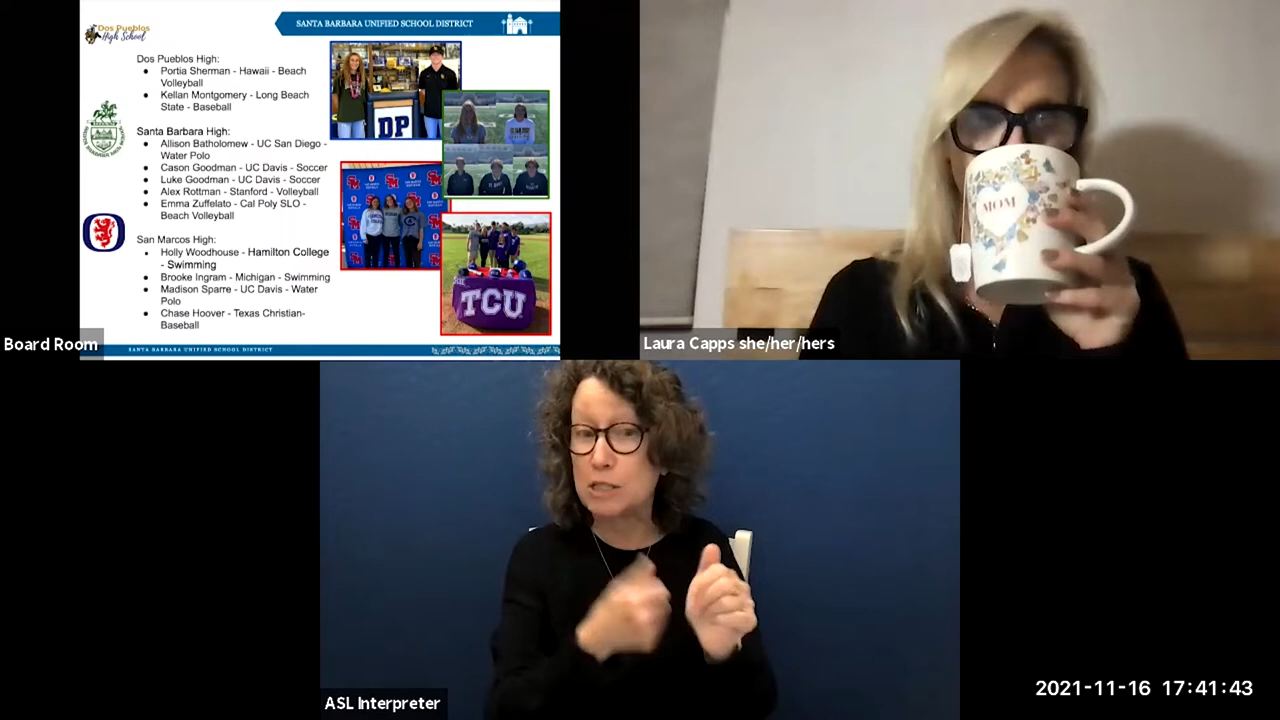 Dos Pueblos
High School
SANTA BARBARA UNIFIED SCHOOL DISTRICT
Dos Pueblos High:
● Portia Sherman - Hawaii - Beach
Volleyball
● Kellan Montgomery - Long Beach
State - Baseball
Santa Barbara High:
● Allison Batholomew - UC San Diego -
Water Polo
● Cason Goodman - UC Davis - Soccer
● Luke Goodman - UC Davis - Soccer
● Alex Rottman - Stanford - Volleyball
● Emma Zuffelato - Cal Poly SLO -
Beach Volleyball
San Marcos High:
● Holly Woodhouse - Hamilton College
- Swimming
● Brooke Ingram - Michigan - Swimming
● Madison Sparre - UC Davis - Water
Polo
● Chase Hoover - Texas Christian-
Baseball
DP
TCU
SANTA BARBARA UNIFIED SCHOOL DISTRICT
Board Room
MOM
Laura Capps she/her/hers
ASL Interpreter
2021-11-16 17:41:43